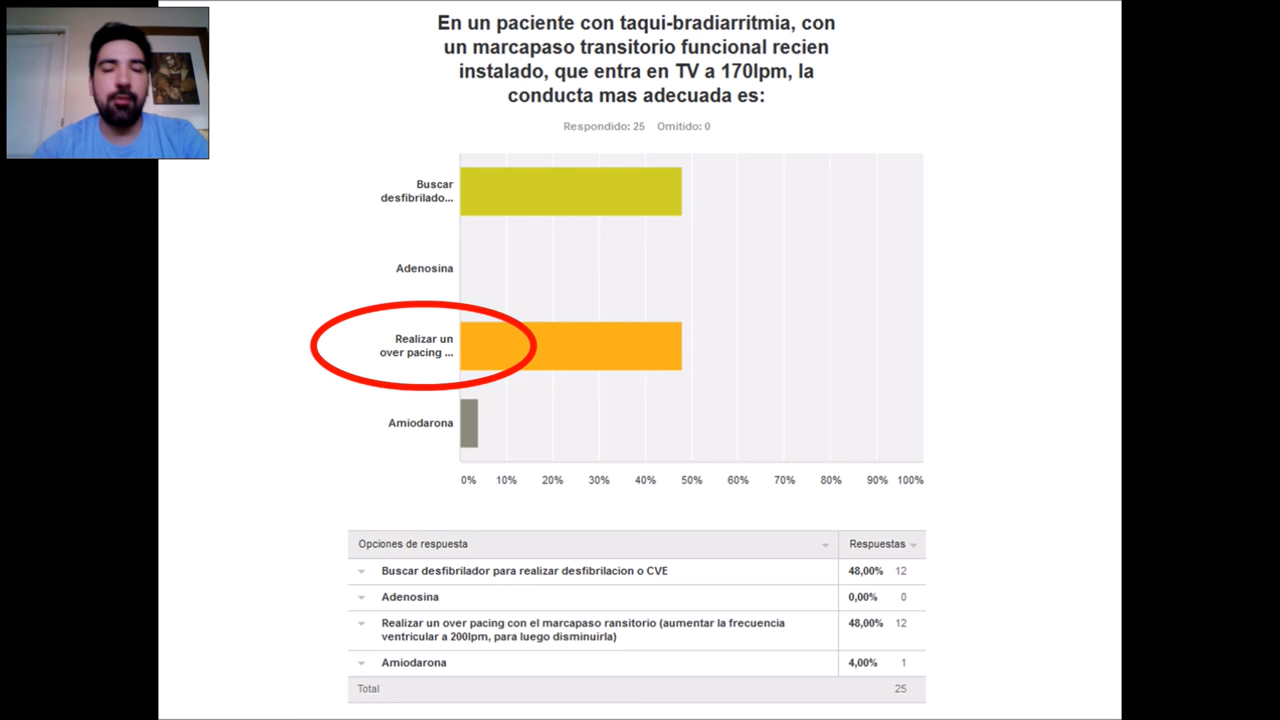 En un paciente con taqui-bradiarritmia, con
un marcapaso transitorio funcional recien
instalado, que entra en TV a 170lpm, la
conducta mas adecuada es:
Respondido: 25 Omitido: 0
Buscar
desfibrilado...
Adenosina
Realizar un
over pacing ...
Amiodarona
0% 10% 20% 30% 40% 50% 60% 70% 80% 90% 100%
Opciones de respuesta Respuestas
Buscar desfibrilador para realizar desfibrilacion o CVE 48,00% 12
Adenosina 0,00% 0
Realizar un over pacing con el marcapaso ransitorio (aumentar la frecuencia 48,00% 12
ventricular a 200lpm, para luego disminuirla)
Amiodarona 4,00% 1
Total 25